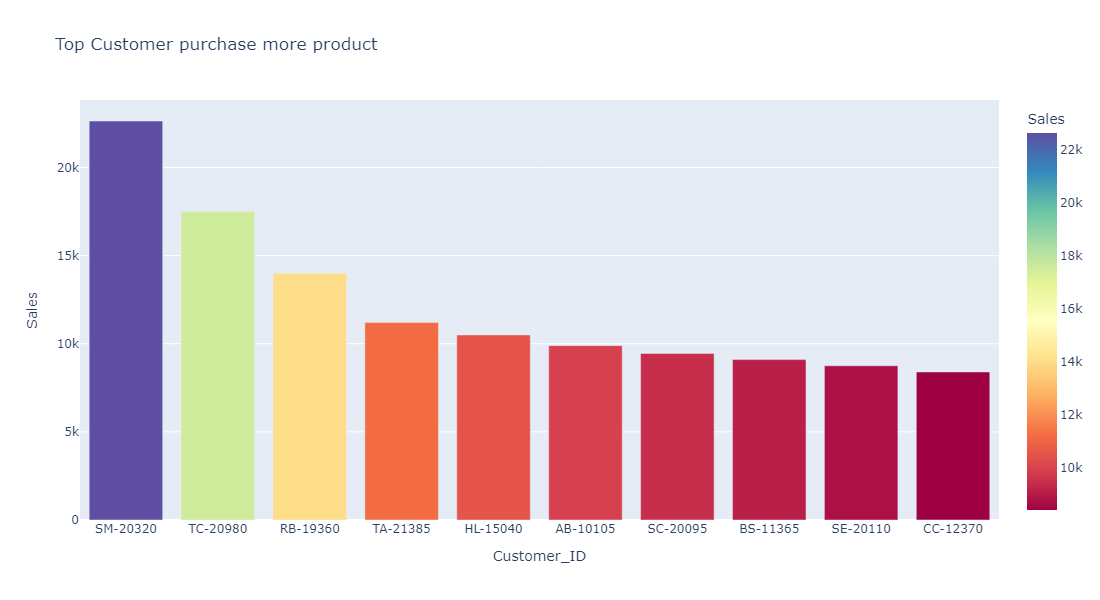 Top Customer purchase more product
Sales
20k
15k
10k
5k
0
SM-20320
TC-20980
RB-19360
TA-21385
HL-15040
AB-10105
SC-20095
BS-11365
SE-20110
CC-12370
Customer_ID
Sales
22k
20k
18k
16k
14k
12k
10k